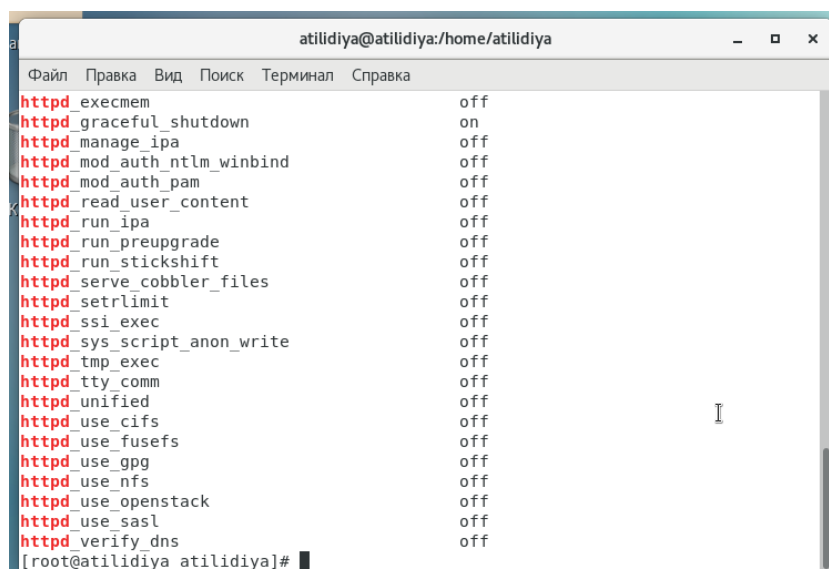 atilidiya@atilidiya:/home/atilidiya
Файл Правка Вид Поиск Терминал Справка
httpd_execmem off
httpd_graceful_shutdown on
httpd_manage_ipa off
httpd_mod_auth_ntlm_winbind off
httpd_mod_auth_pam off
httpd_read_user_content off
httpd_run_ipa off
httpd_run_preupgrade off
httpd_run_stickshift off
httpd_serve_cobbler_files off
httpd_setrlimit off
httpd_ssi_exec off
httpd_sys_script_anon_write off
httpd_tmp_exec off
httpd_tty_comm off
httpd_unified off
httpd_use_cifs off
httpd_use_fusefs off
httpd_use_gpg off
httpd_use_nfs off
httpd_use_openstack off
httpd_use_sasl off
httpd_verify_dns off
[root@atilidiya atilidiya]#